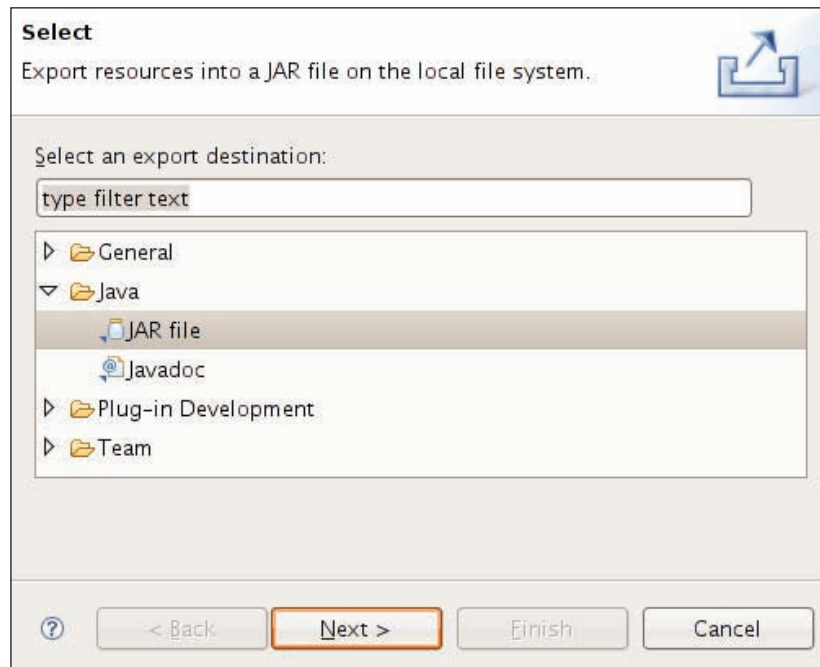 Select
Export resources into a JAR file on the local file system.
Select an export destination:
type filter text
General
Java
JAR file
Javadoc
Plug-in Development
Team
< Back
Next >
Finish
Cancel